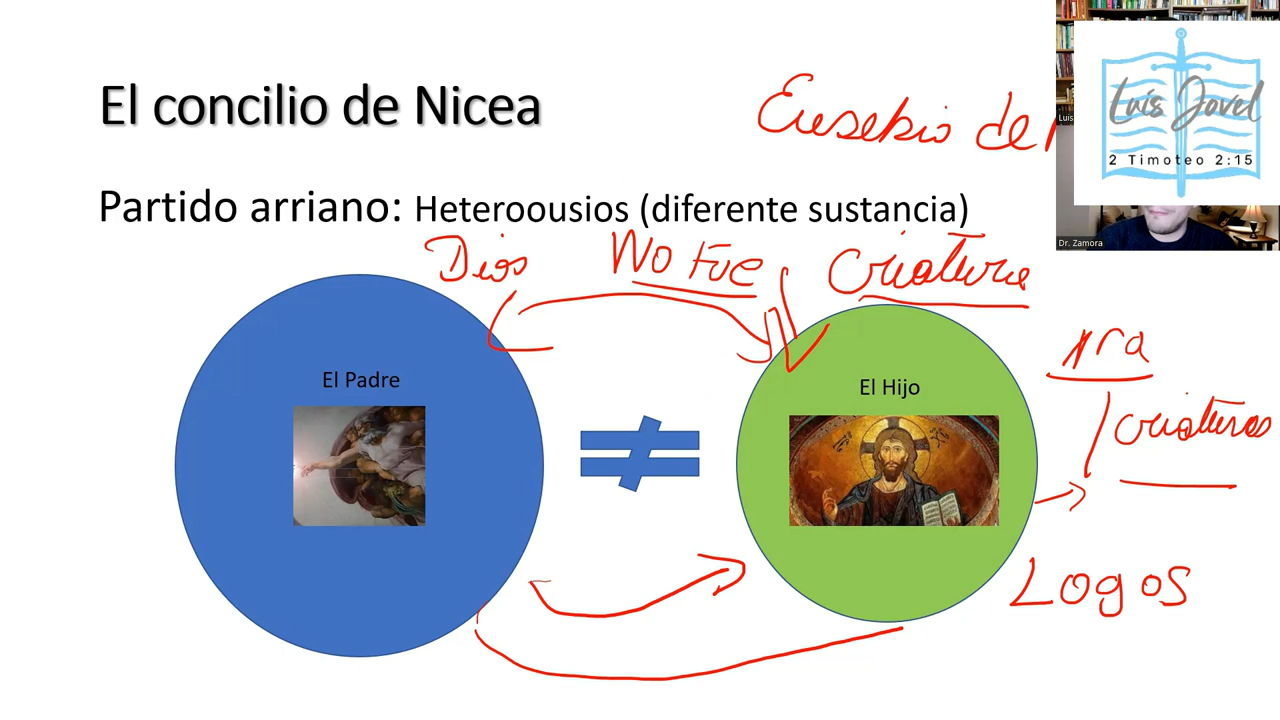 El concilio de Nicea
Eusebio de
Luis Jovel
2 Timoteo 2:15
Luis
Dr. Zamora
Partido arriano: Heteroousios (diferente sustancia)
Dios No Fue Criatura
1ra
criaturas
El Padre
El Hijo
Logos